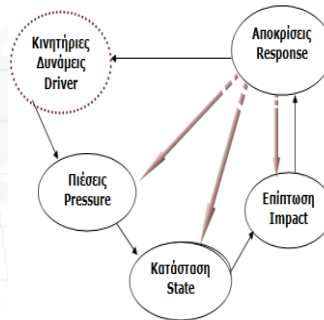 Κινητήριες
Δυνάμεις
Driver
Αποκρίσεις
Response
Πιέσεις
Pressure
Επίπτωση
Impact
Κατάσταση
State